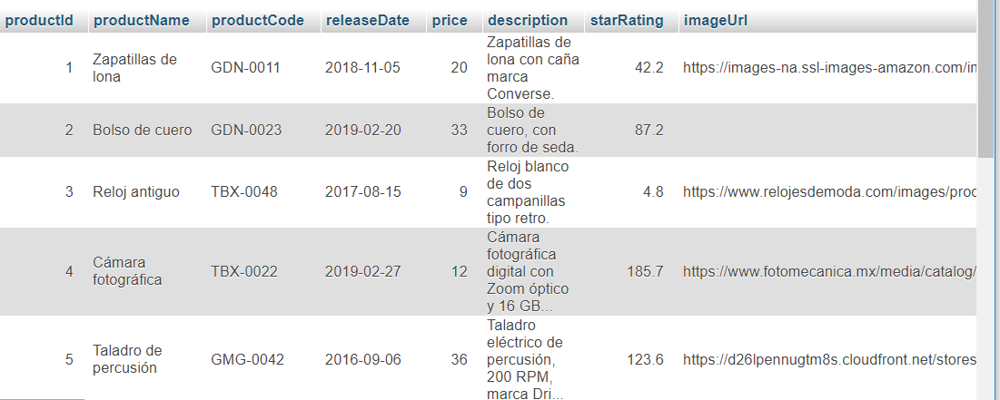 productId productName productCode releaseDate price description starRating imageUrl
1 Zapatillas de lona GDN-0011 2018-11-05 20 Zapatillas de lona con caña marca Converse. 42.2 https://images-na.ssl-images-amazon.com/im
2 Bolso de cuero GDN-0023 2019-02-20 33 Bolso de cuero, con forro de seda. 87.2
3 Reloj antiguo TBX-0048 2017-08-15 9 Reloj blanco de dos campanillas tipo retro. 4.8 https://www.relojesdemoda.com/images/proc
4 Cámara fotográfica TBX-0022 2019-02-27 12 Cámara fotográfica digital con Zoom óptico y 16 GB... 185.7 https://www.fotomecanica.mx/media/catalog/
5 Taladro de percusión GMG-0042 2016-09-06 36 Taladro eléctrico de percusión, 200 RPM, marca Dri... 123.6 https://d26lpennugtm8s.cloudfront.net/stores